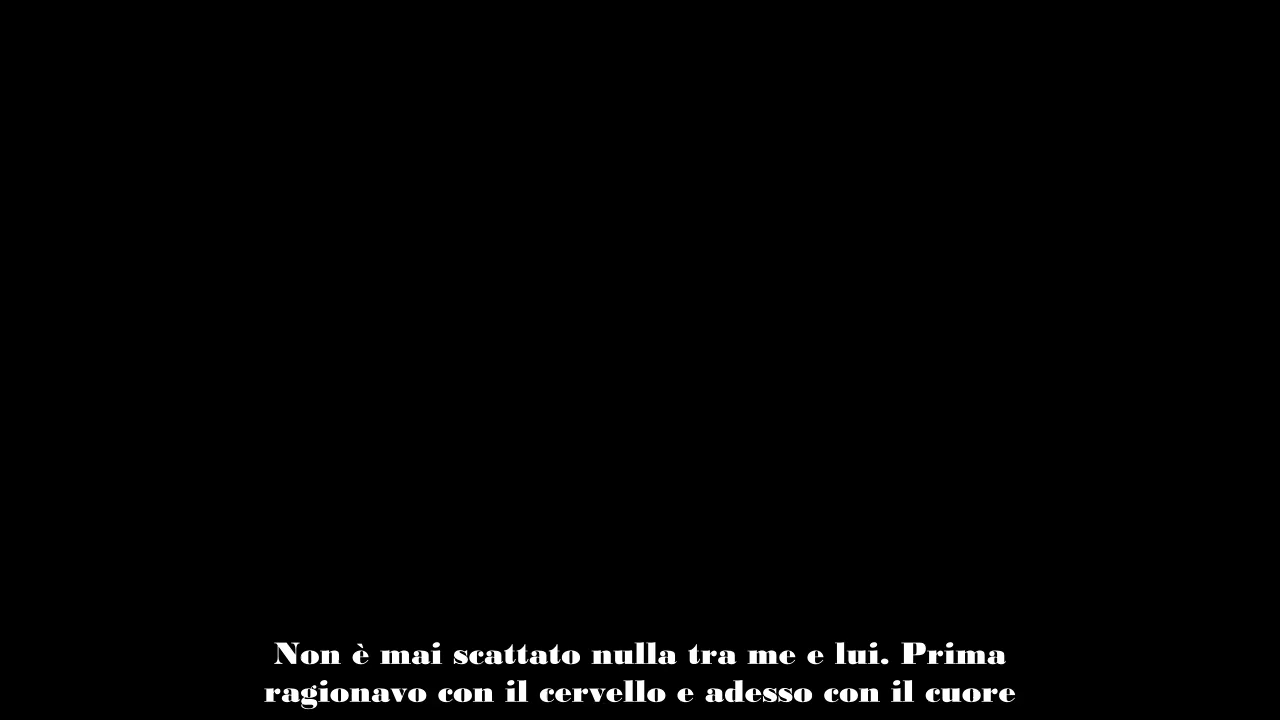 Non è mai scattato nulla tra me e lui. Prima
ragionavo con il cervello e adesso con il cuore